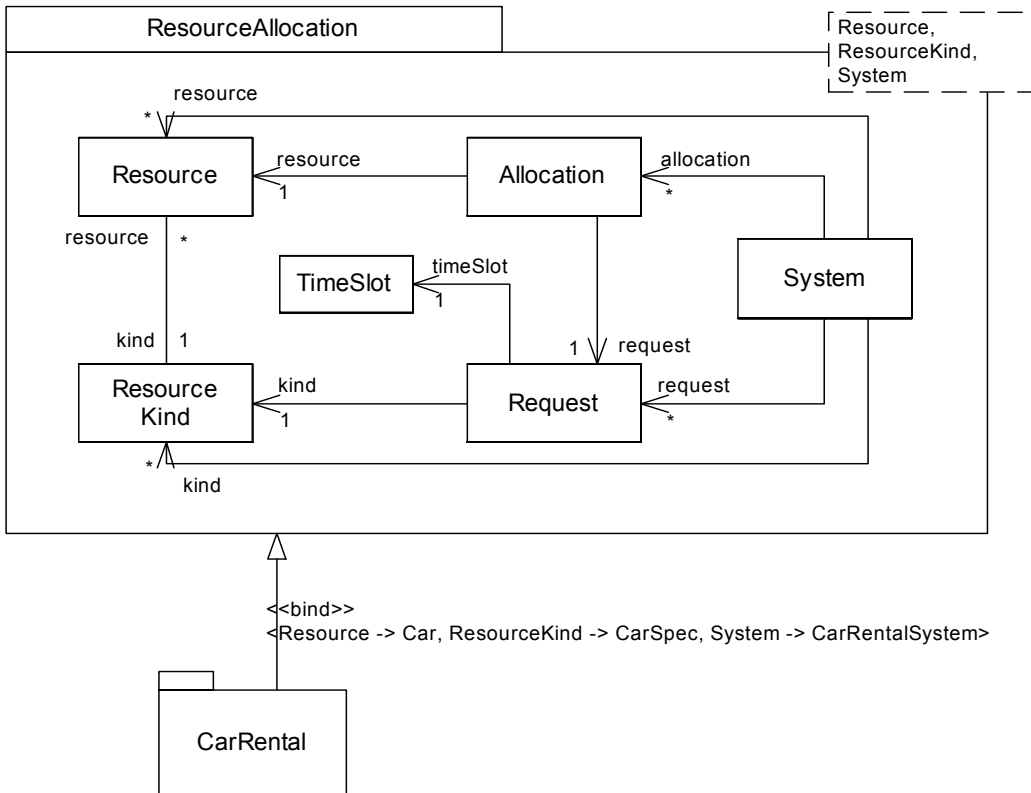 ResourceAllocation
Resource,
ResourceKind,
System
resource
*
Resource
resource
1
Allocation
allocation
*
resource
*
TimeSlot
timeSlot
1
System
kind
1
1
request
Resource
Kind
kind
1
Request
request
*
*
kind
<<bind>>
<Resource -> Car, ResourceKind -> CarSpec, System -> CarRentalSystem>
CarRental